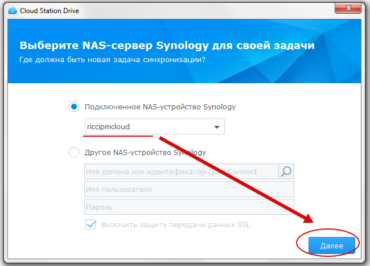 Cloud Station Drive
Выберите NAS-сервер Synology для своей задачи
Где должна быть новая задача синхронизации?
Подключенное NAS-устройство Synology
riccipmcloud
Другое NAS-устройство Synology
Имя домена или идентификатор QuickConnect
Имя пользователя
Пароль
Включить защиту передачи данных SSL
Далее